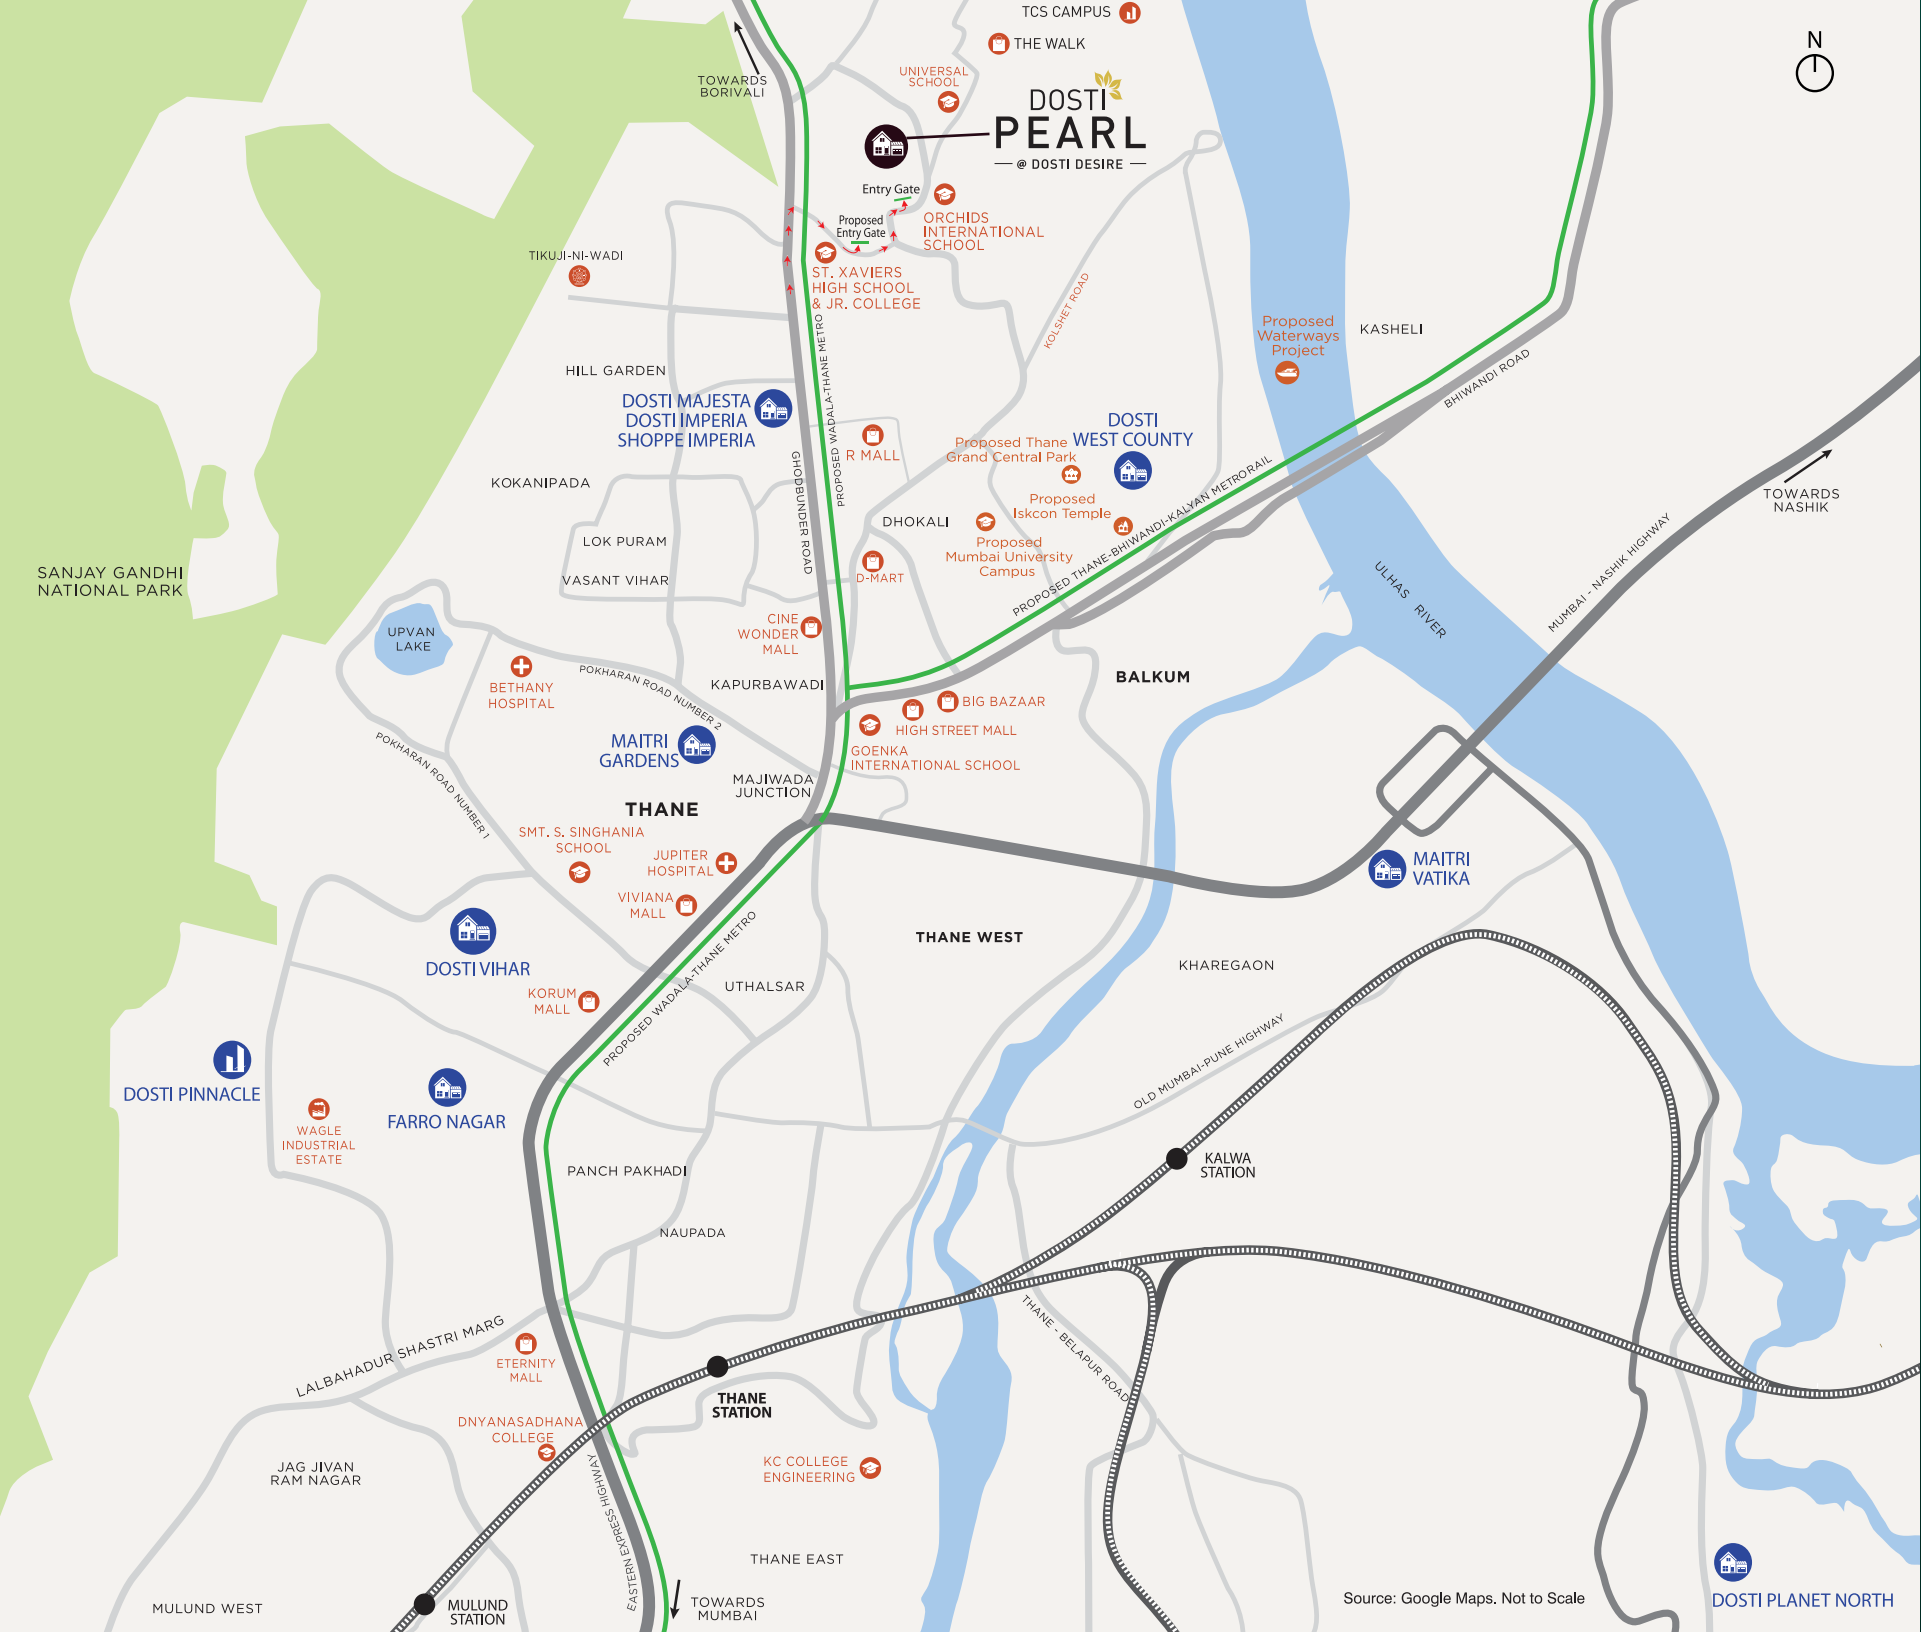 TCS CAMPUS
THE WALK
N
TOWARDS
BORIVALI
UNIVERSAL
SCHOOL
DOSTI
PEARL
@ DOSTI DESIRE
Entry Gate
Proposed
Entry Gate
ORCHIDS
INTERNATIONAL
SCHOOL
TIKUJI-NI-WADI
ST. XAVIERS
HIGH SCHOOL
& JR. COLLEGE
KOLSHET ROAD
Proposed
Waterways
Project
KASHELI
PROPOSED WADALA-THANE METRO
HILL GARDEN
DOSTI MAJESTA
DOSTI IMPERIA
SHOPPE IMPERIA
BHIWANDI ROAD
R MALL
Proposed Thane
Grand Central Park
DOSTI
WEST COUNTY
GHODBUNDER ROAD
KOKANIPADA
Proposed
Iskcon Temple
TOWARDS
NASHIK
DHOKALI
PROPOSED THANE-BHIWANDI-KALYAN METRORAIL
LOK PURAM
Proposed
Mumbai University
Campus
VASANT VIHAR
D-MART
SANJAY GANDHI
NATIONAL PARK
MUMBAI - NASHIK HIGHWAY
ULHAS RIVER
CINE
WONDER
MALL
UPVAN
LAKE
BETHANY
HOSPITAL
POKHARAN ROAD NUMBER 2
KAPURBAWADI
BALKUM
BIG BAZAAR
HIGH STREET MALL
GOENKA
INTERNATIONAL SCHOOL
MAITRI
GARDENS
POKHARAN ROAD NUMBER 1
MAJIWADA
JUNCTION
THANE
SMT. S. SINGHANIA
SCHOOL
JUPITER
HOSPITAL
MAITRI
VATIKA
VIVIANA
MALL
PROPOSED WADALA-THANE METRO
THANE WEST
DOSTI VIHAR
KHAREGAON
UTHALSAR
KORUM
MALL
OLD MUMBAI-PUNE HIGHWAY
DOSTI PINNACLE
FARRO NAGAR
WAGLE
INDUSTRIAL
ESTATE
KALWA
STATION
PANCH PAKHADI
NAUPADA
THANE - BELAPUR ROAD
LALBAHADUR SHASTRI MARG
ETERNITY
MALL
THANE
STATION
DNYANASADHANA
COLLEGE
KC COLLEGE
ENGINEERING
JAG JIVAN
RAM NAGAR
EASTERN EXPRESS HIGHWAY
THANE EAST
TOWARDS
MUMBAI
MULUND WEST
MULUND
STATION
Source: Google Maps. Not to Scale
DOSTI PLANET NORTH